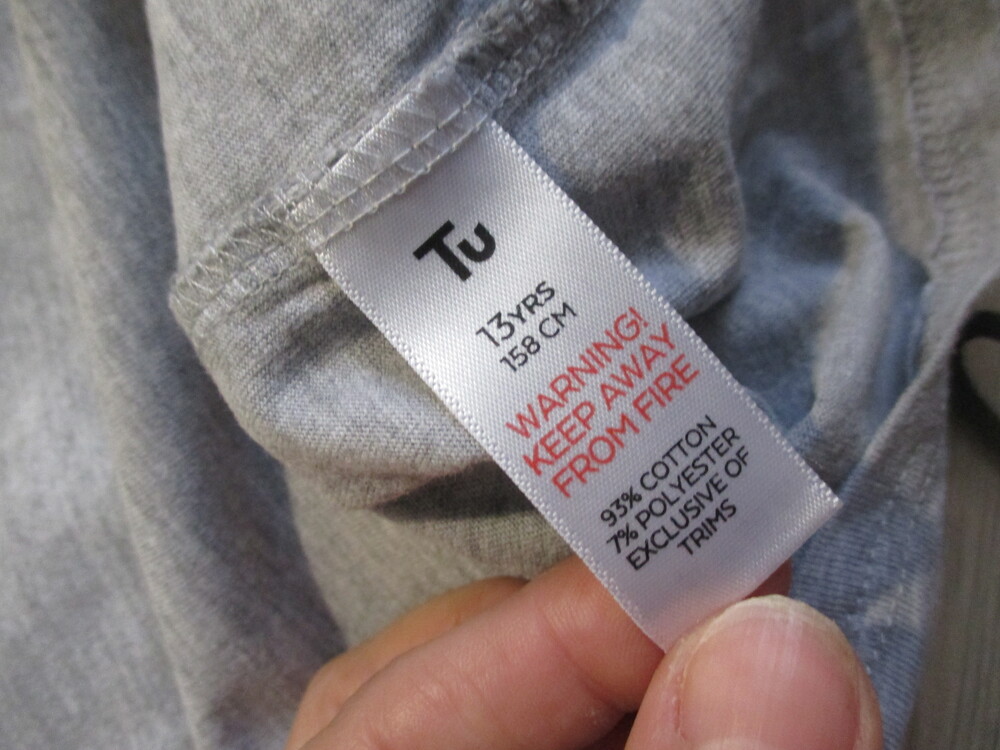 Tu
13YRS
158 CM
WARNING!
KEEP AWAY
FROM FIRE
93% COTTON
7% POLYESTER
EXCLUSIVE OF
TRIMS